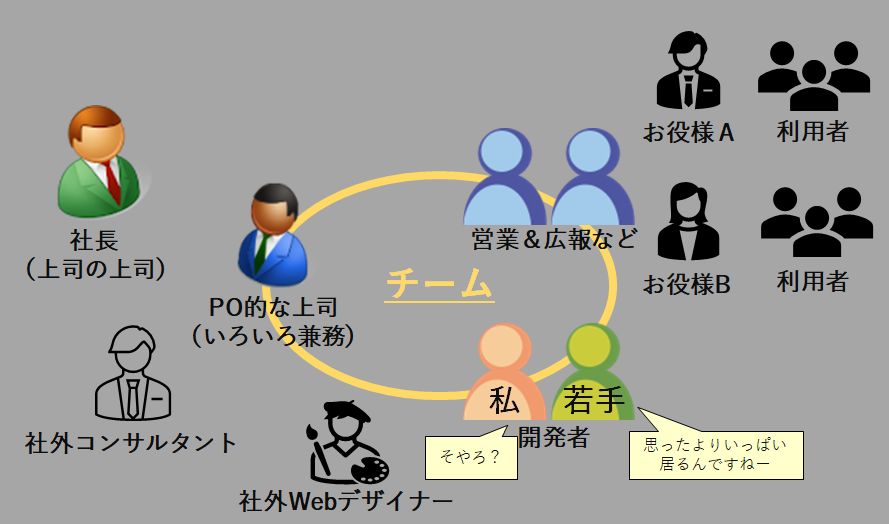 お役様A
利用者
社長
(上司の上司)
営業＆広報など
チーム
お役様B
利用者
PO的な上司
(いろいろ兼務)
私
若手
社外コンサルタント
開発者
そやろ？
思ったよりいっぱい
居るんですねー
社外Webデザイナー